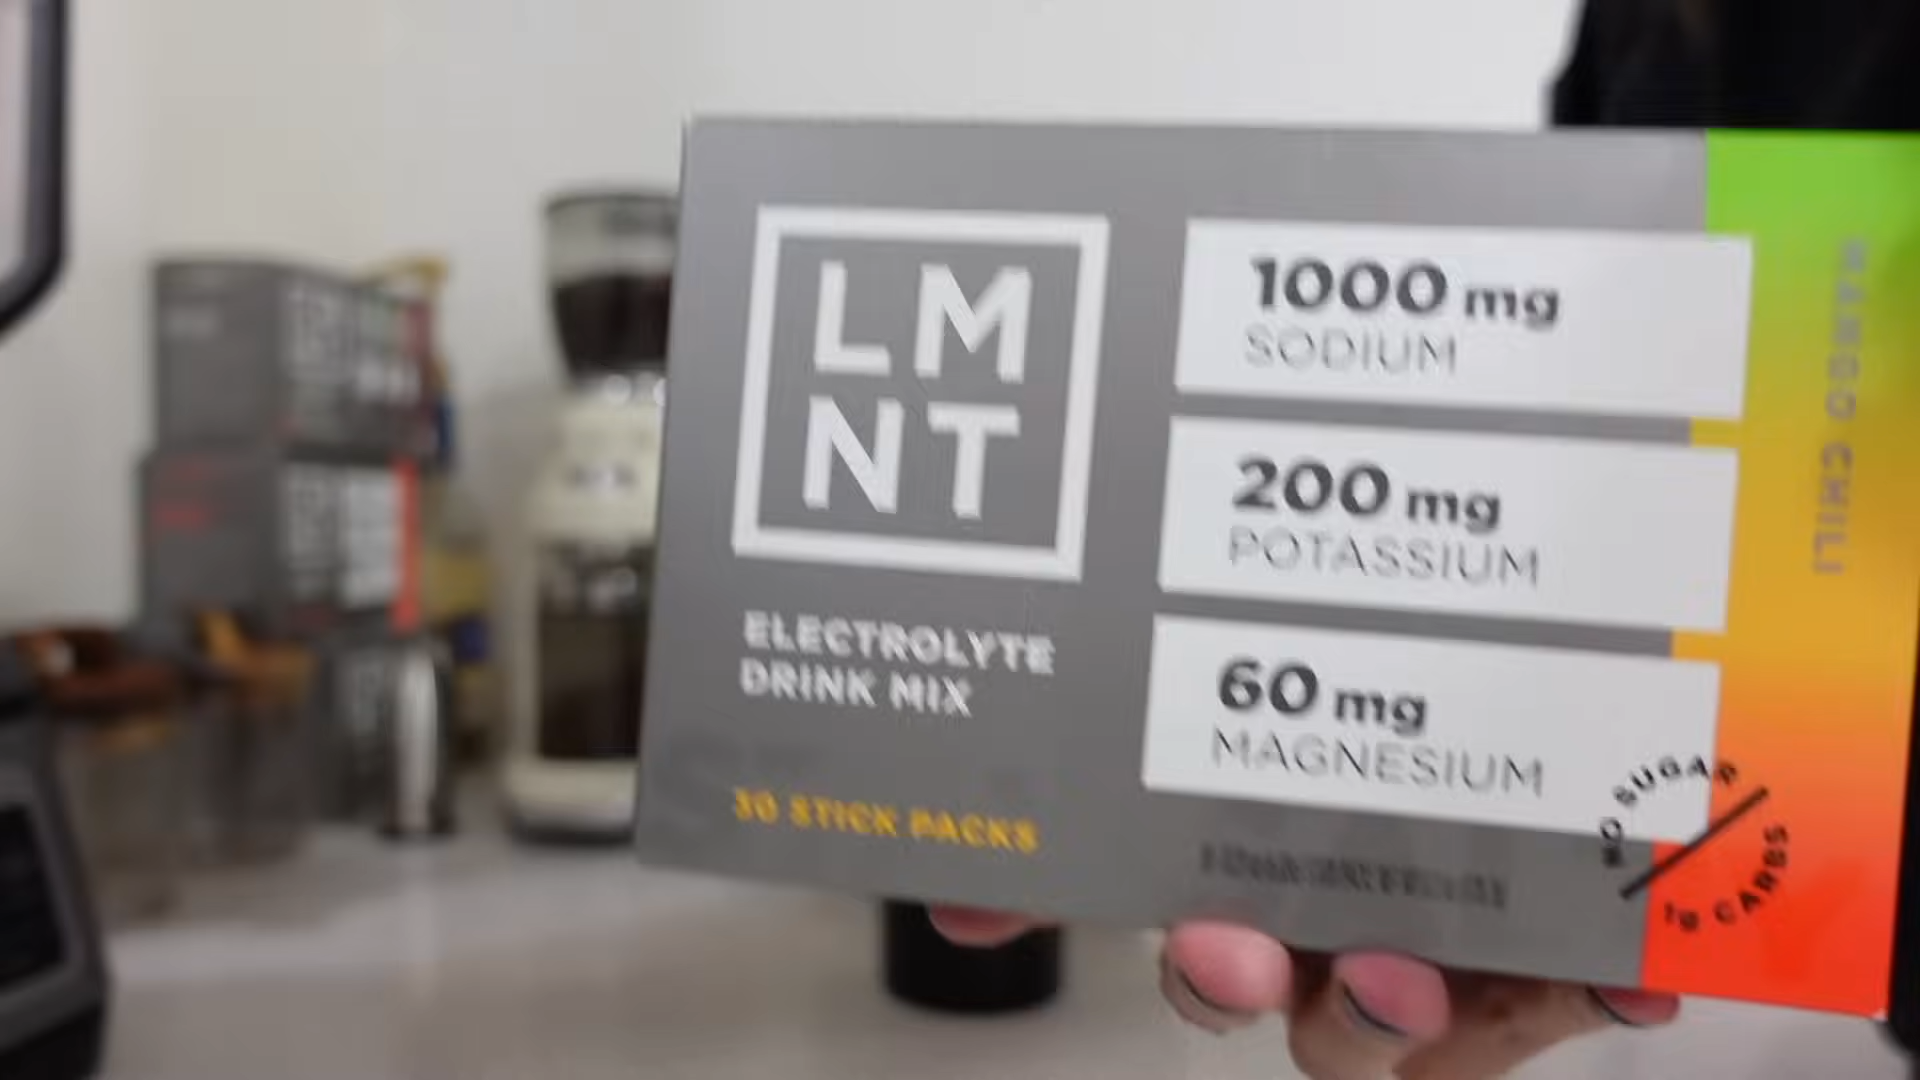 LM
NT
ELECTROLYTE
DRINK MIX
30 STICK PACKS
1000 mg
SODIUM
200 mg
POTASSIUM
60 mg
MAGNESIUM
NO SUGAR
1g CARBS
MANGO CHILI